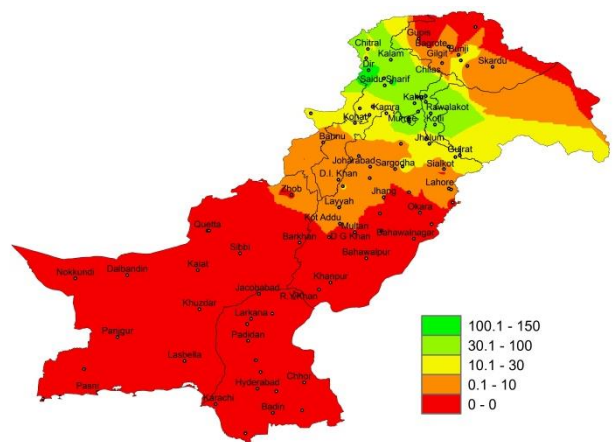 Gupis
Bagrote
Bunji
Chitral
Kalam
Gilgit
Skardu
Dir
Chilas
Saidu Sharif
Kakul
Rawalakot
Kamra
Kohat
Murree
Kotli
Bannu
Jhelum
Gujrat
Joharabad
Sargodha
Sialkot
D.I. Khan
Zhob
Jhang
Lahore
Layyah
Okara
Kot Addu
Quetta
Multan
Barkhan
D G Khan
Bahawalnagar
Sibbi
Bahawalpur
Nokkundi
Dalbandin
Kalat
Khanpur
Jacobabad
R. Y. Khan
Khuzdar
Larkana
Panjgur
Padidan
Lasbella
Pasni
Hyderabad
Chhor
Karachi
Badin
100.1 - 150
30.1 - 100
10.1 - 30
0.1 - 10
0 - 0